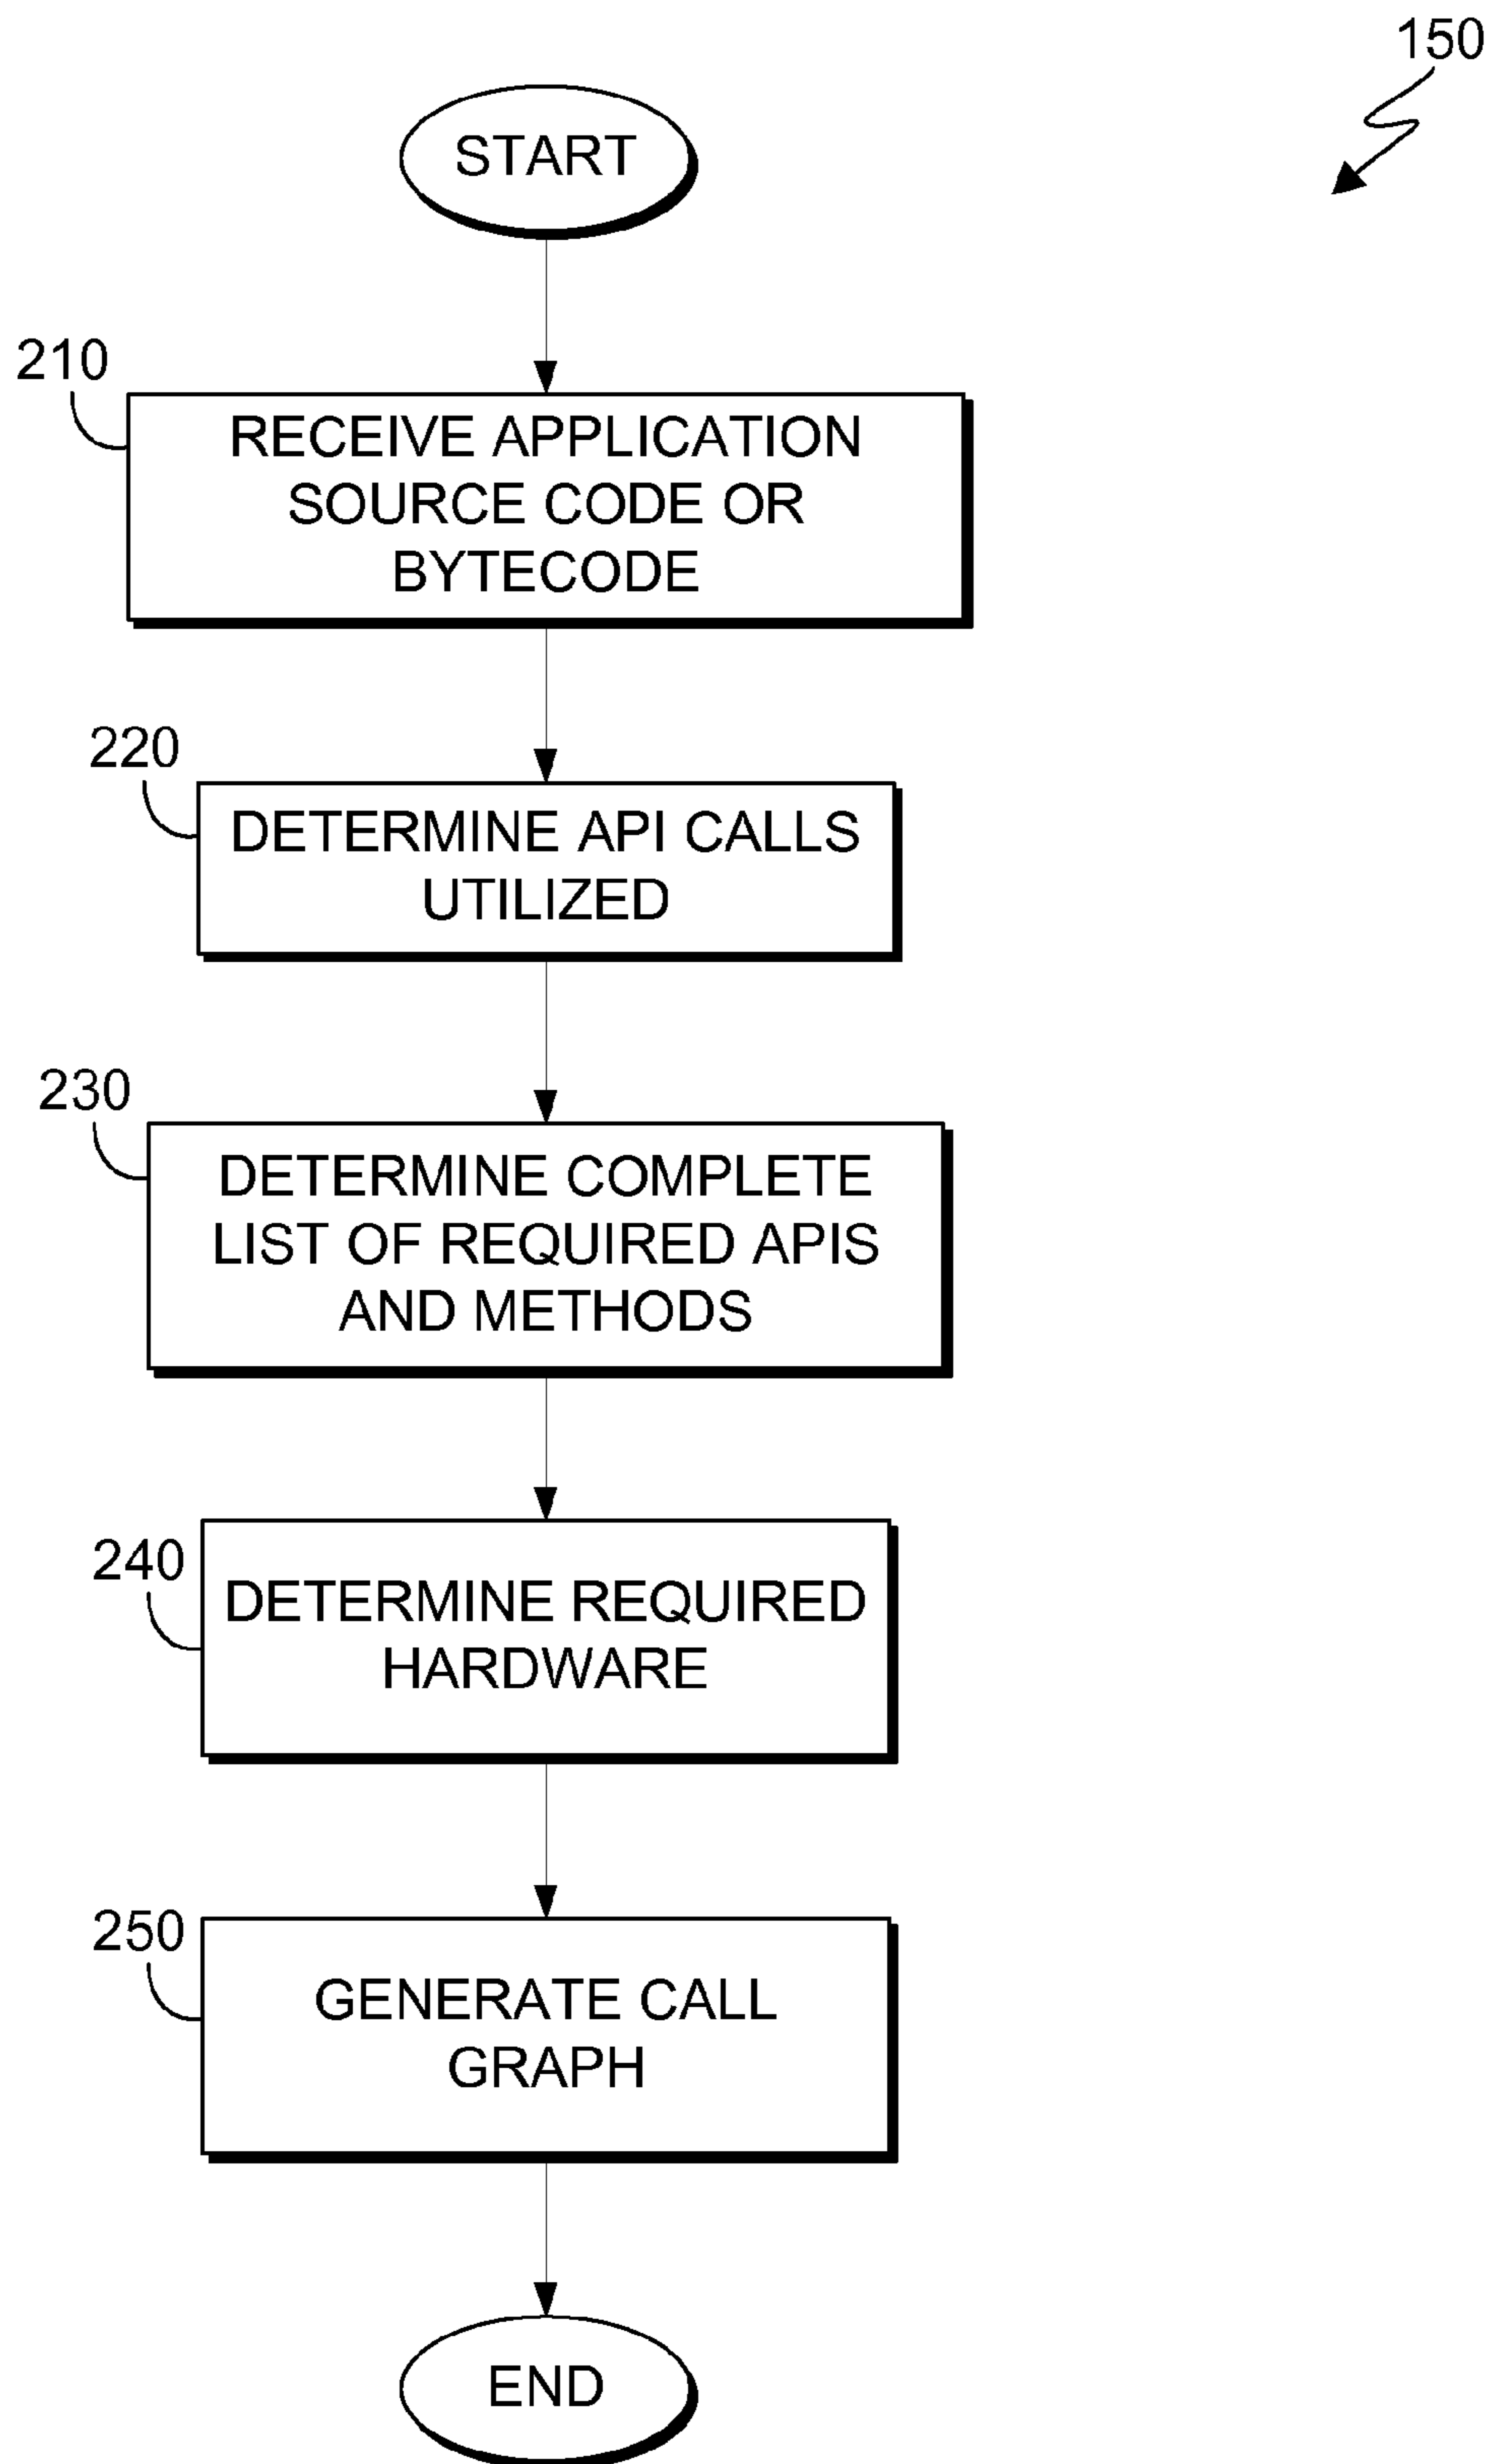 150
START
210
RECEIVE APPLICATION
SOURCE CODE OR
BYTECODE
220
DETERMINE API CALLS
UTILIZED
230
DETERMINE COMPLETE
LIST OF REQUIRED APIS
AND METHODS
240
DETERMINE REQUIRED
HARDWARE
250
GENERATE CALL
GRAPH
END